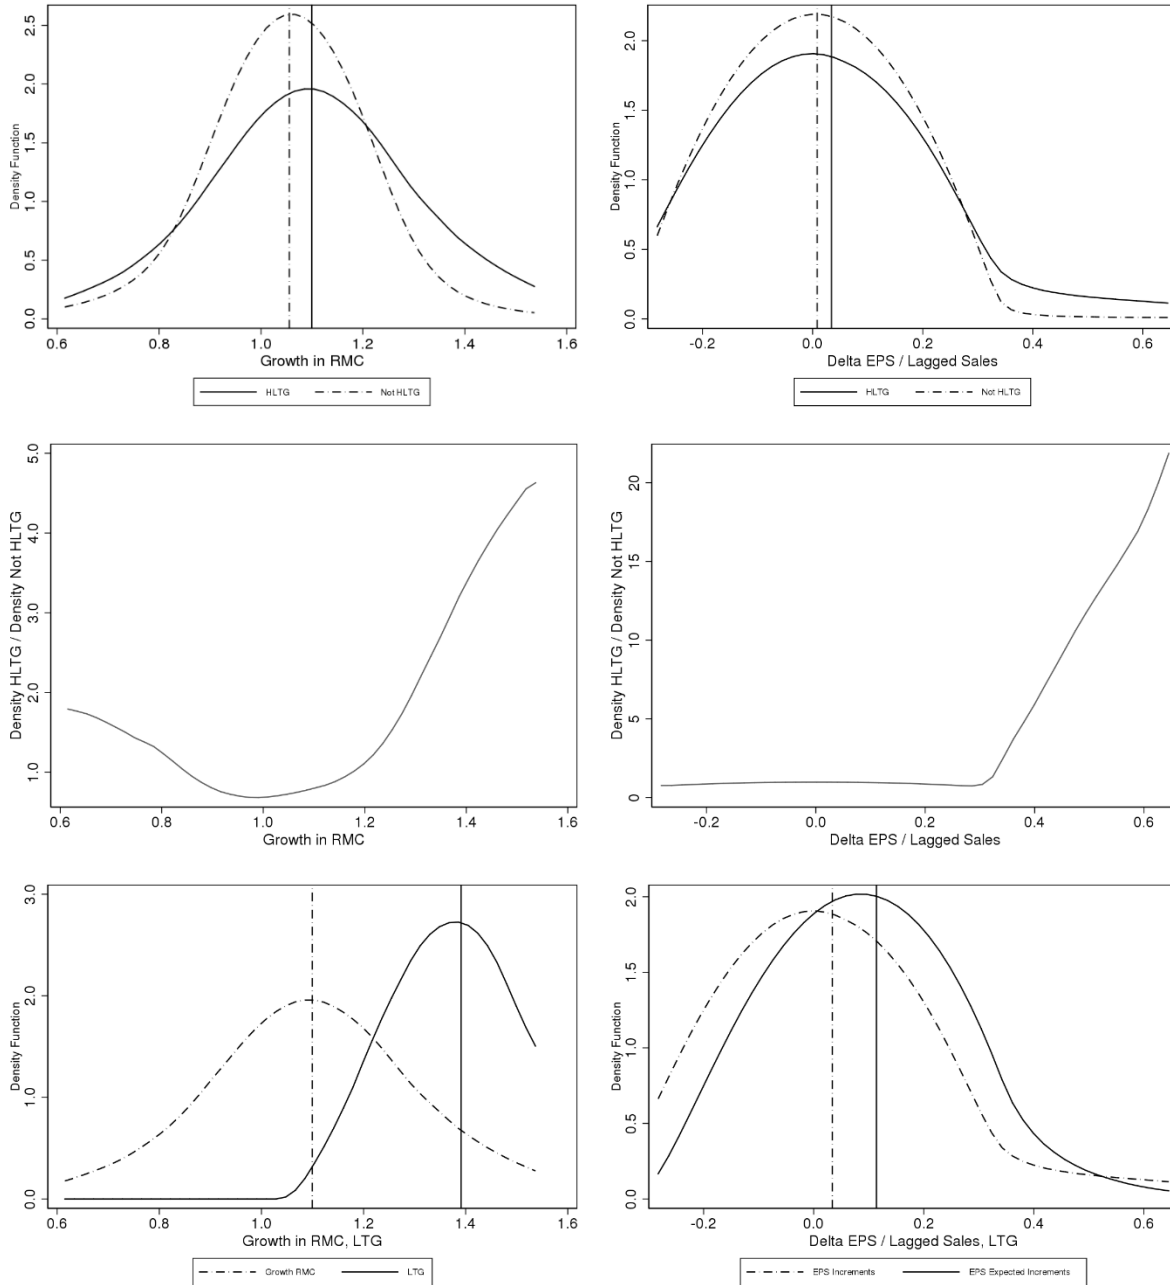 Density Function
0.0 0.5 1.0 1.5 2.0 2.5
0.6 0.8 1.0 1.2 1.4 1.6
Growth in RMC
HLTG Not HLTG
Density Function
0.0 0.5 1.0 1.5 2.0
-0.2 0.0 0.2 0.4 0.6
Delta EPS / Lagged Sales
HLTG Not HLTG
Density HLTG / Density Not HLTG
1.0 2.0 3.0 4.0 5.0
0.6 0.8 1.0 1.2 1.4 1.6
Growth in RMC
Density HLTG / Density Not HLTG
0 5 10 15 20
-0.2 0.0 0.2 0.4 0.6
Delta EPS / Lagged Sales
Density Function
0.0 1.0 2.0 3.0
0.6 0.8 1.0 1.2 1.4 1.6
Growth in RMC, LTG
Growth RMC LTG
Density Function
0.0 0.5 1.0 1.5 2.0
-0.2 0.0 0.2 0.4 0.6
Delta EPS / Lagged Sales, LTG
EPS Increments EPS Expected Increments